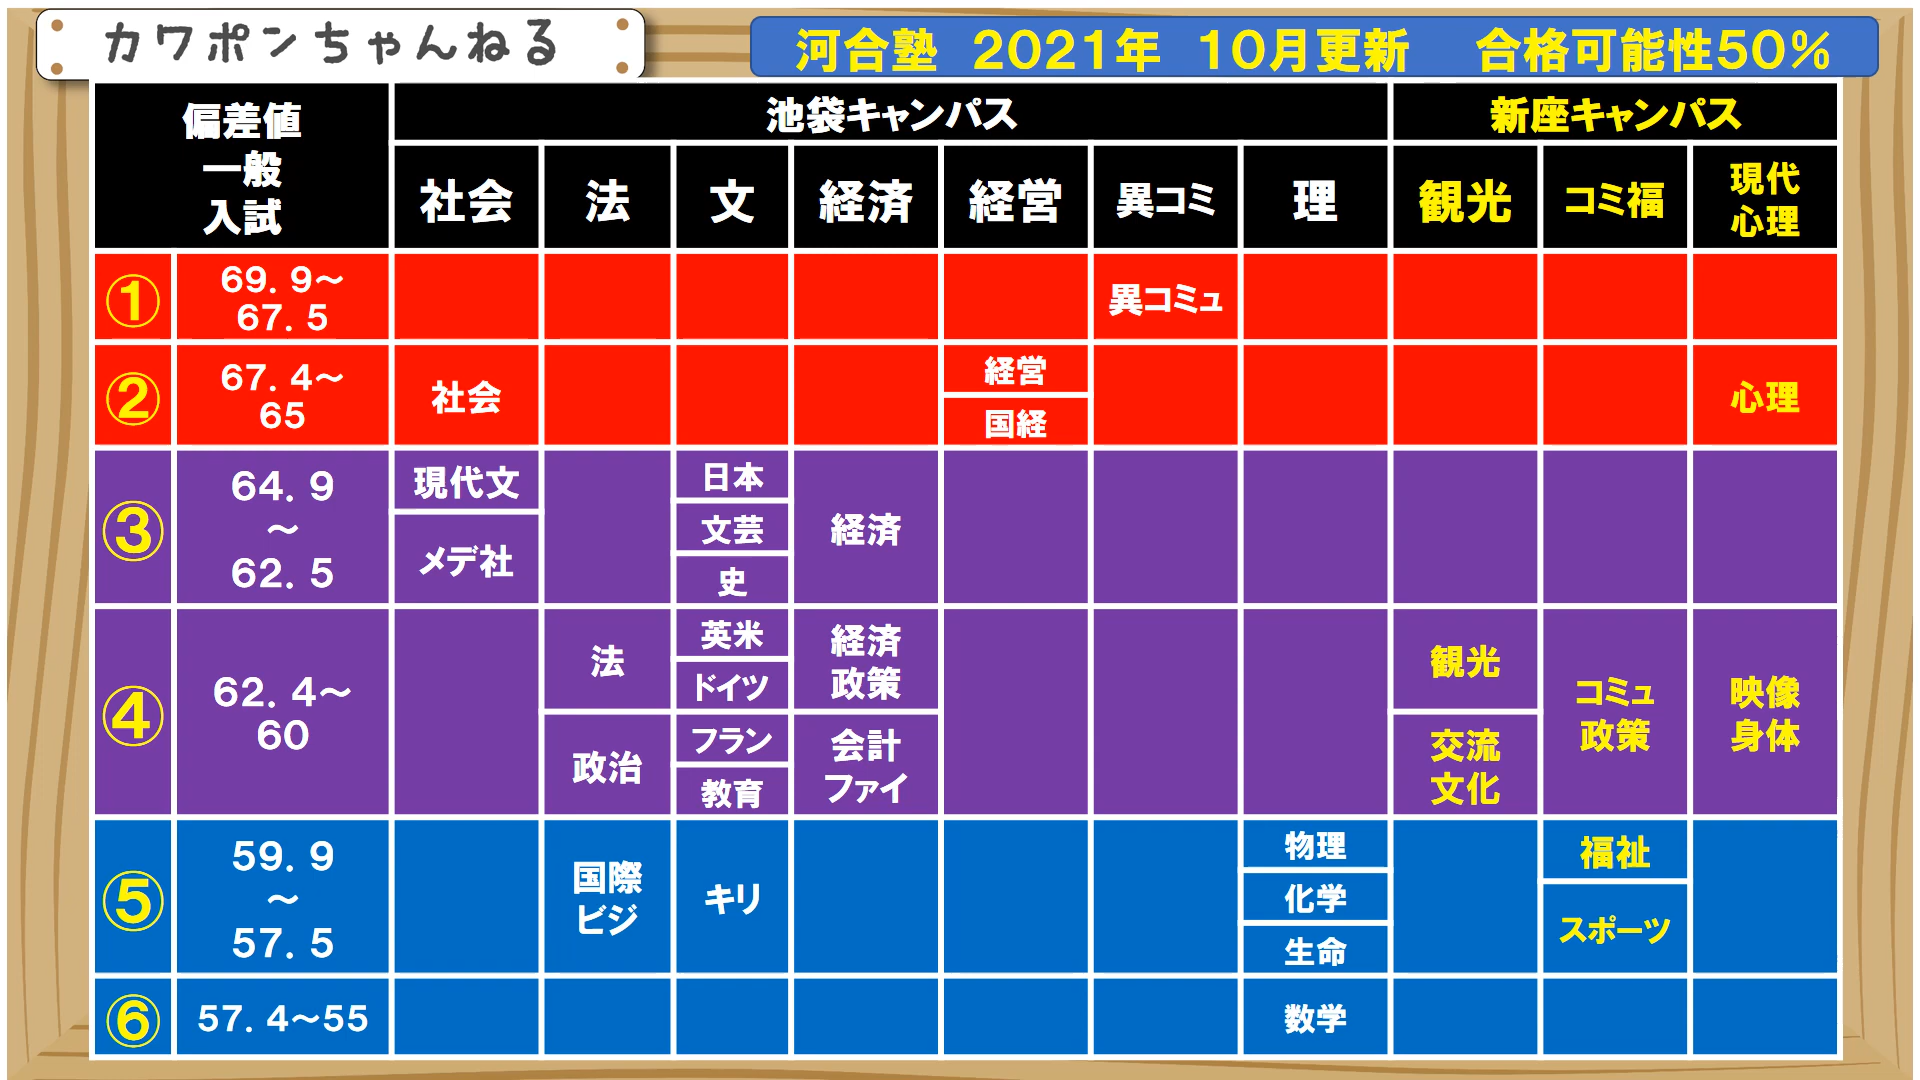 カワポンちゃんねる
河合塾 2021年 10月更新 合格可能性50%
偏差値
一般
入試
池袋キャンパス
新座キャンパス
社会
法
文
経済
経営
異コミ
理
観光
コミ福
現代
心理
①
69. 9～
67. 5
異コミュ
②
67. 4～
65
社会
経営
国経
心理
③
64. 9
～
62. 5
現代文
メデ社
日本
文芸
史
経済
④
62. 4～
60
法
政治
英米
ドイツ
フラン
教育
経済
政策
会計
ファイ
観光
交流
文化
コミュ
政策
映像
身体
⑤
59. 9
～
57. 5
国際
ビジ
キリ
物理
化学
生命
福祉
スポーツ
⑥
57. 4～55
数学